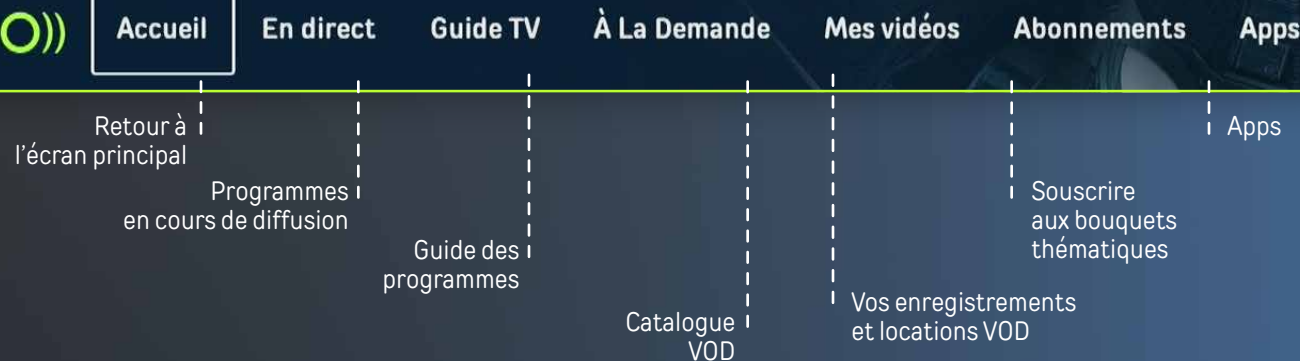 Accueil En direct Guide TV À La Demande Mes vidéos Abonnements Apps
Retour à
l'écran principal
Programmes
en cours de diffusion
Guide des
programmes
Catalogue
VOD
Vos enregistrements
et locations VOD
Souscrire
aux bouquets
thématiques
Apps